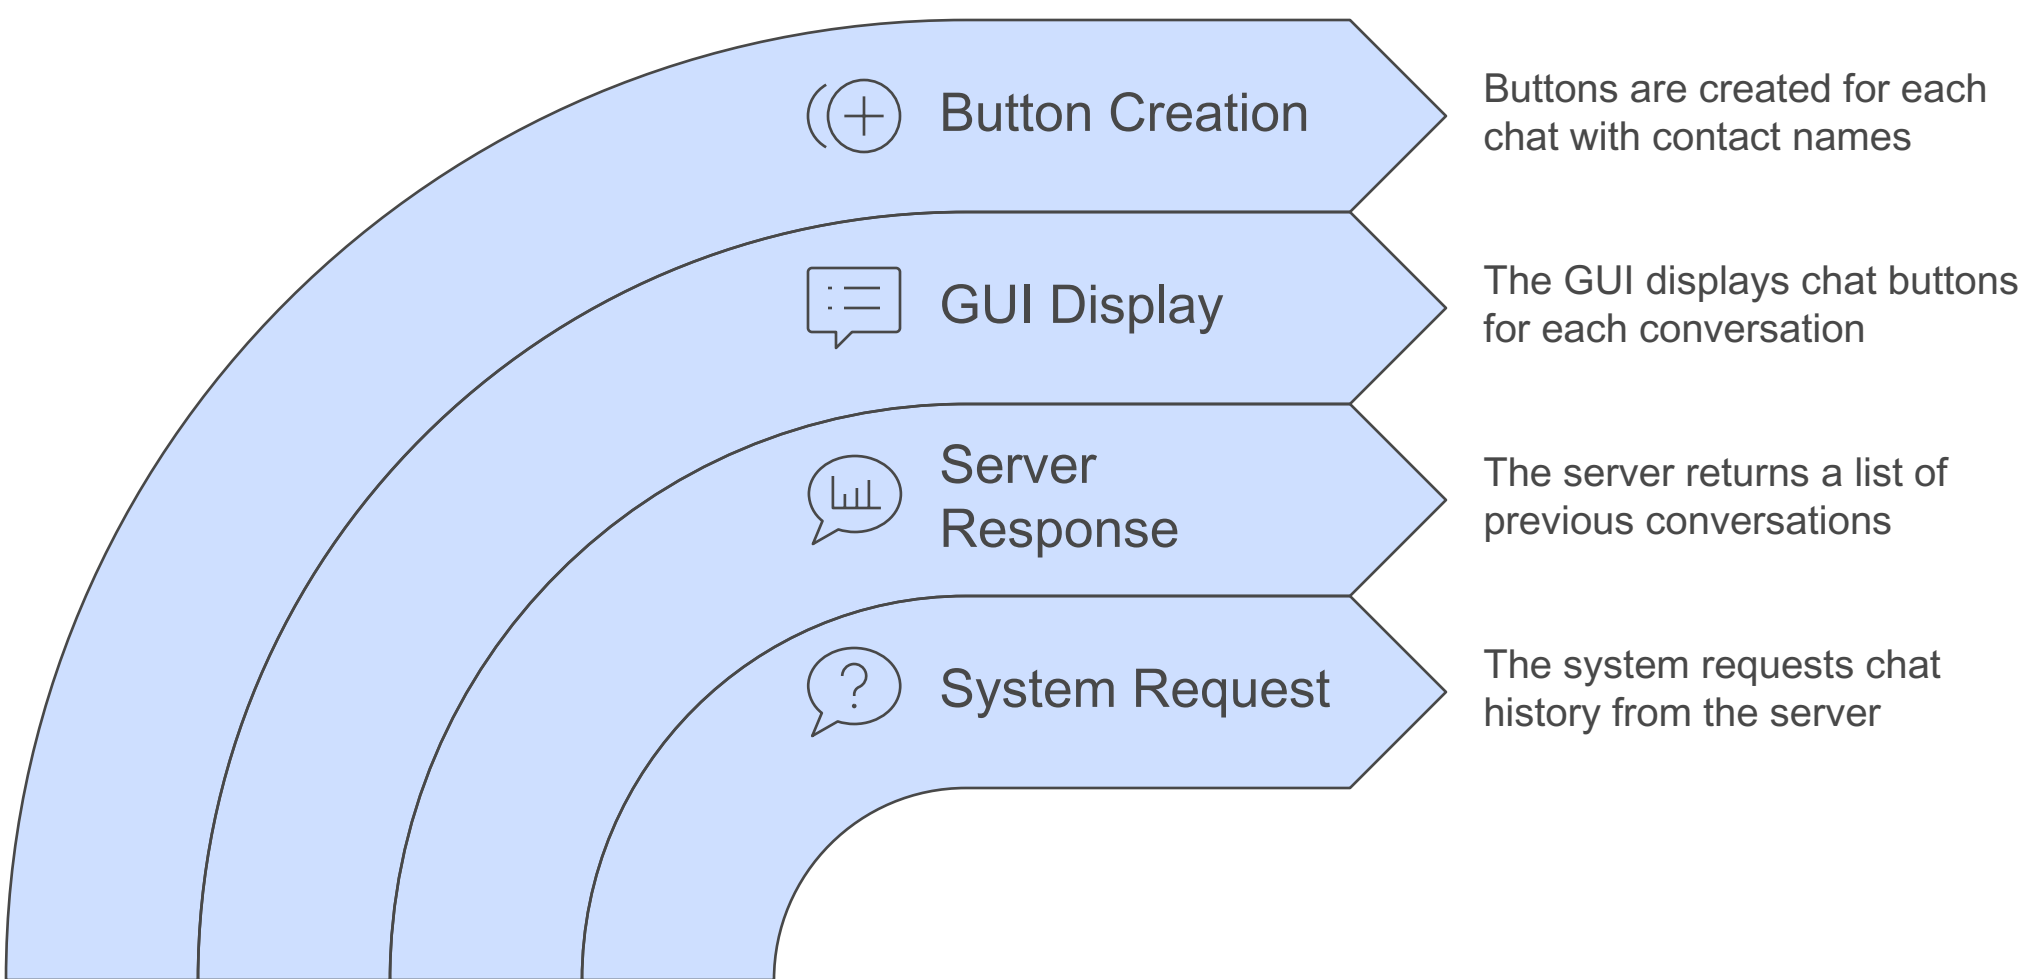 Button Creation
Buttons are created for each
chat with contact names
GUI Display
The GUI displays chat buttons
for each conversation
Server
Response
The server returns a list of
previous conversations
System Request
The system requests chat
history from the server